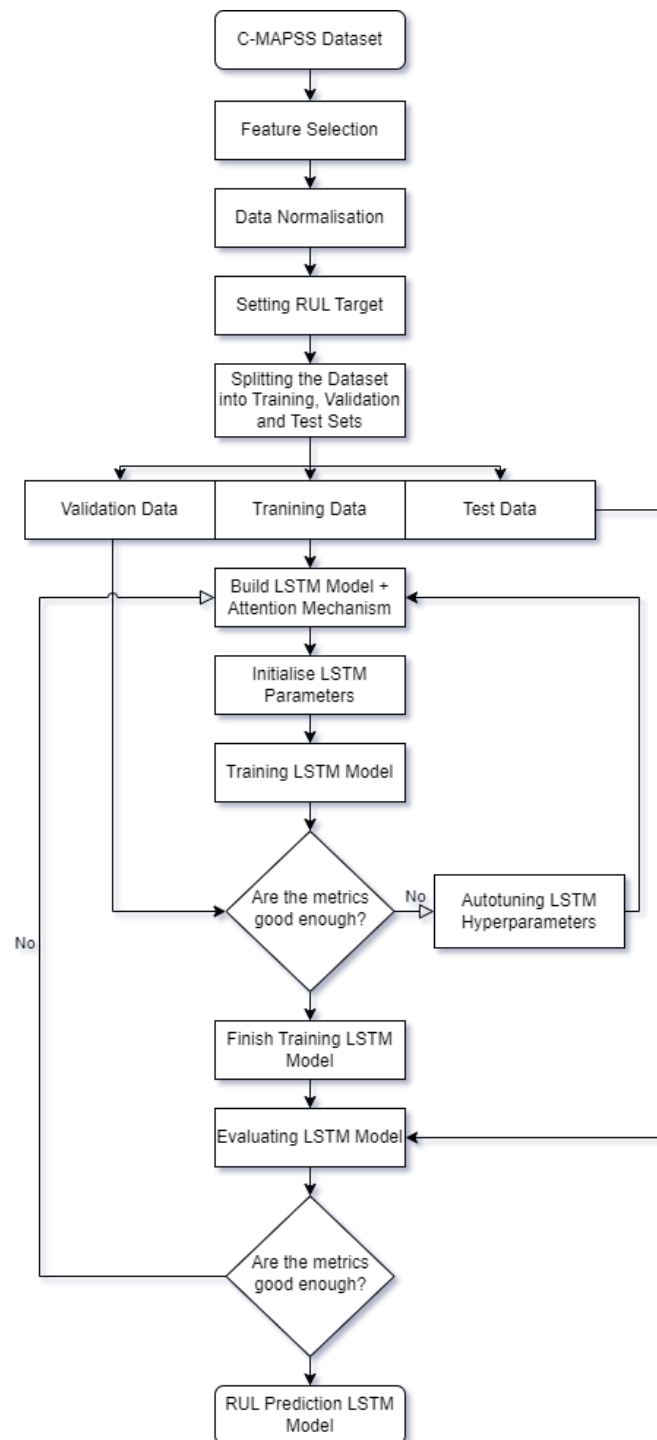 C-MAPSS Dataset
Feature Selection
Data Normalisation
Setting RUL Target
Splitting the Dataset
into Training, Validation
and Test Sets
Validation Data
Tranining Data
Test Data
Build LSTM Model +
Attention Mechanism
Initialise LSTM
Parameters
Training LSTM Model
Are the metrics
good enough?
No
Autotuning LSTM
Hyperparameters
No
Finish Training LSTM
Model
Evaluating LSTM Model
Are the metrics
good enough?
RUL Prediction LSTM
Model